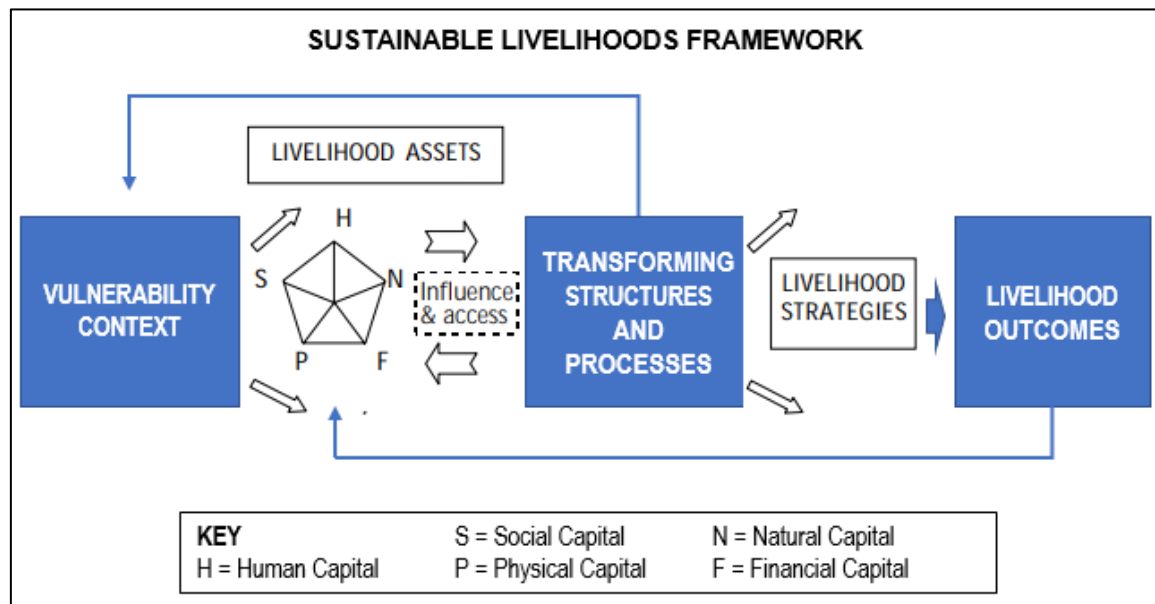 SUSTAINABLE LIVELIHOODS FRAMEWORK
LIVELIHOOD ASSETS
VULNERABILITY
CONTEXT
H
S
N
P
F
Influence
& access
TRANSFORMING
STRUCTURES
AND
PROCESSES
LIVELIHOOD
STRATEGIES
LIVELIHOOD
OUTCOMES
KEY
S = Social Capital
N = Natural Capital
H = Human Capital
P = Physical Capital
F = Financial Capital